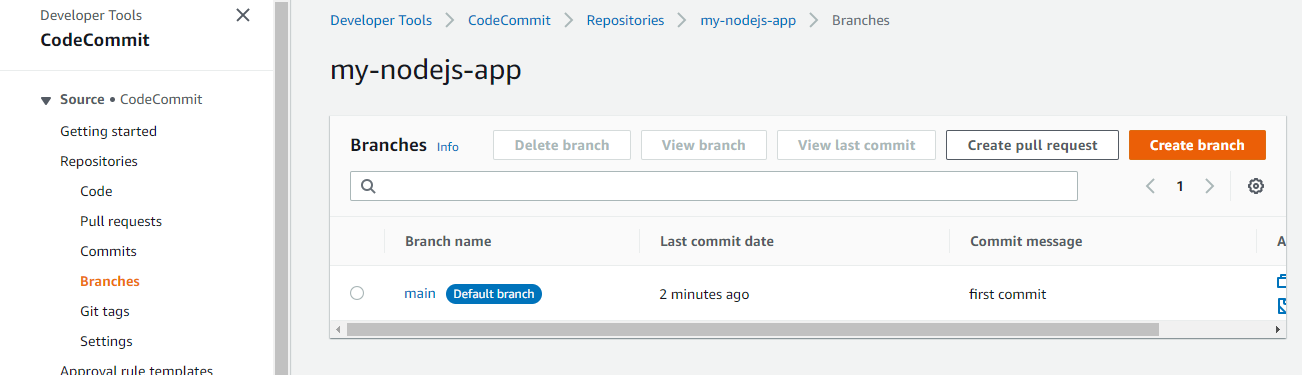 Developer Tools
CodeCommit
Source • CodeCommit
Getting started
Repositories
Code
Pull requests
Commits
Branches
Git tags
Settings
Approval rule templates
Developer Tools CodeCommit Repositories my-nodejs-app Branches
my-nodejs-app
Branches Info Delete branch View branch View last commit Create pull request Create branch
1
Branch name Last commit date Commit message A
main Default branch 2 minutes ago first commit